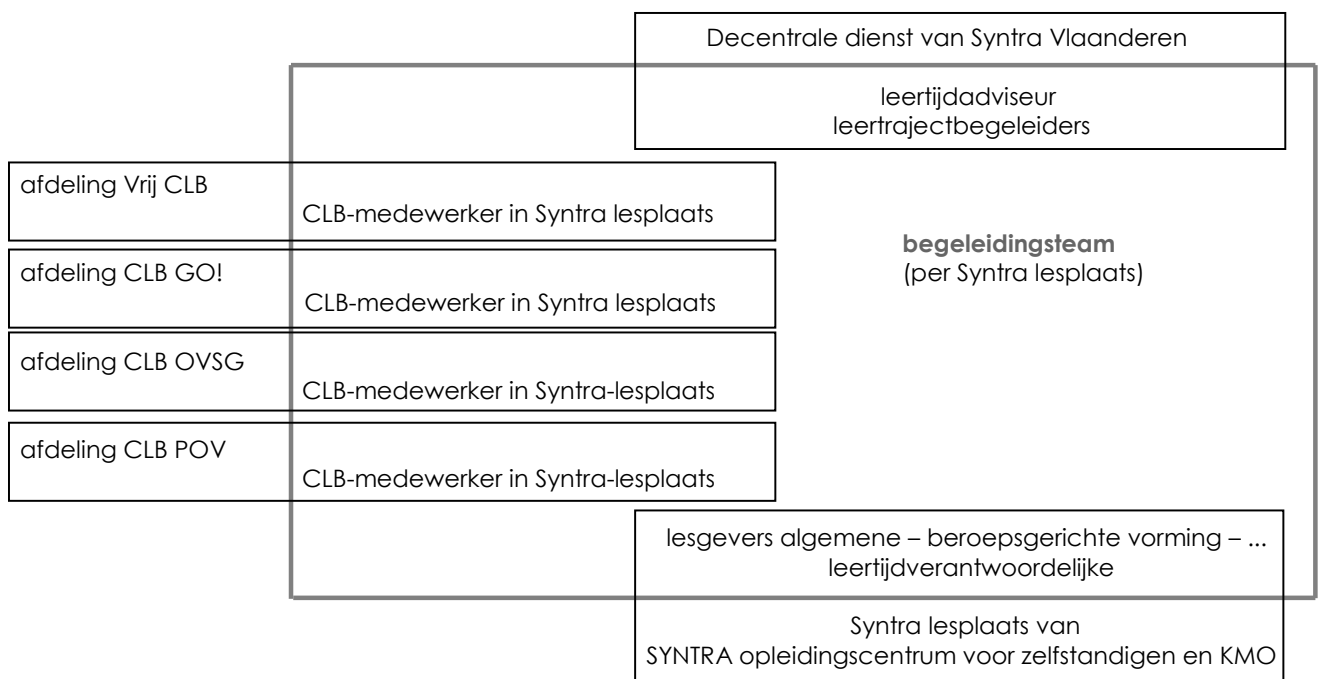 Decentrale dienst van Syntra Vlaanderen
leertijdadviseur
leertrajectbegeleiders
afdeling Vrij CLB
CLB-medewerker in Syntra lesplaats
begeleidingsteam
(per Syntra lesplaats)
afdeling CLB GO!
CLB-medewerker in Syntra lesplaats
afdeling CLB OVSG
CLB-medewerker in Syntra-lesplaats
afdeling CLB POV
CLB-medewerker in Syntra-lesplaats
lesgevers algemene – beroepsgerichte vorming – ...
leertijdverantwoordelijke
Syntra lesplaats van
SYNTRA opleidingscentrum voor zelfstandigen en KMO